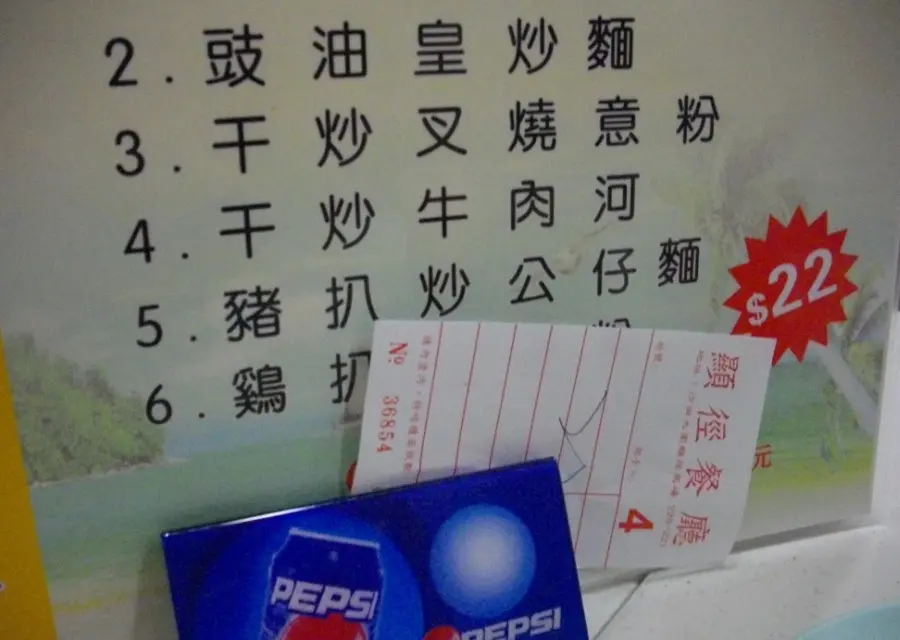 2. 豉油皇炒麵
3. 干炒叉燒意粉
4. 干炒牛肉河
5. 豬扒炒公仔麵
6. 鷄扒
$22
顯徑餐廳
4
№ 36854
PEPSI
PEPSI